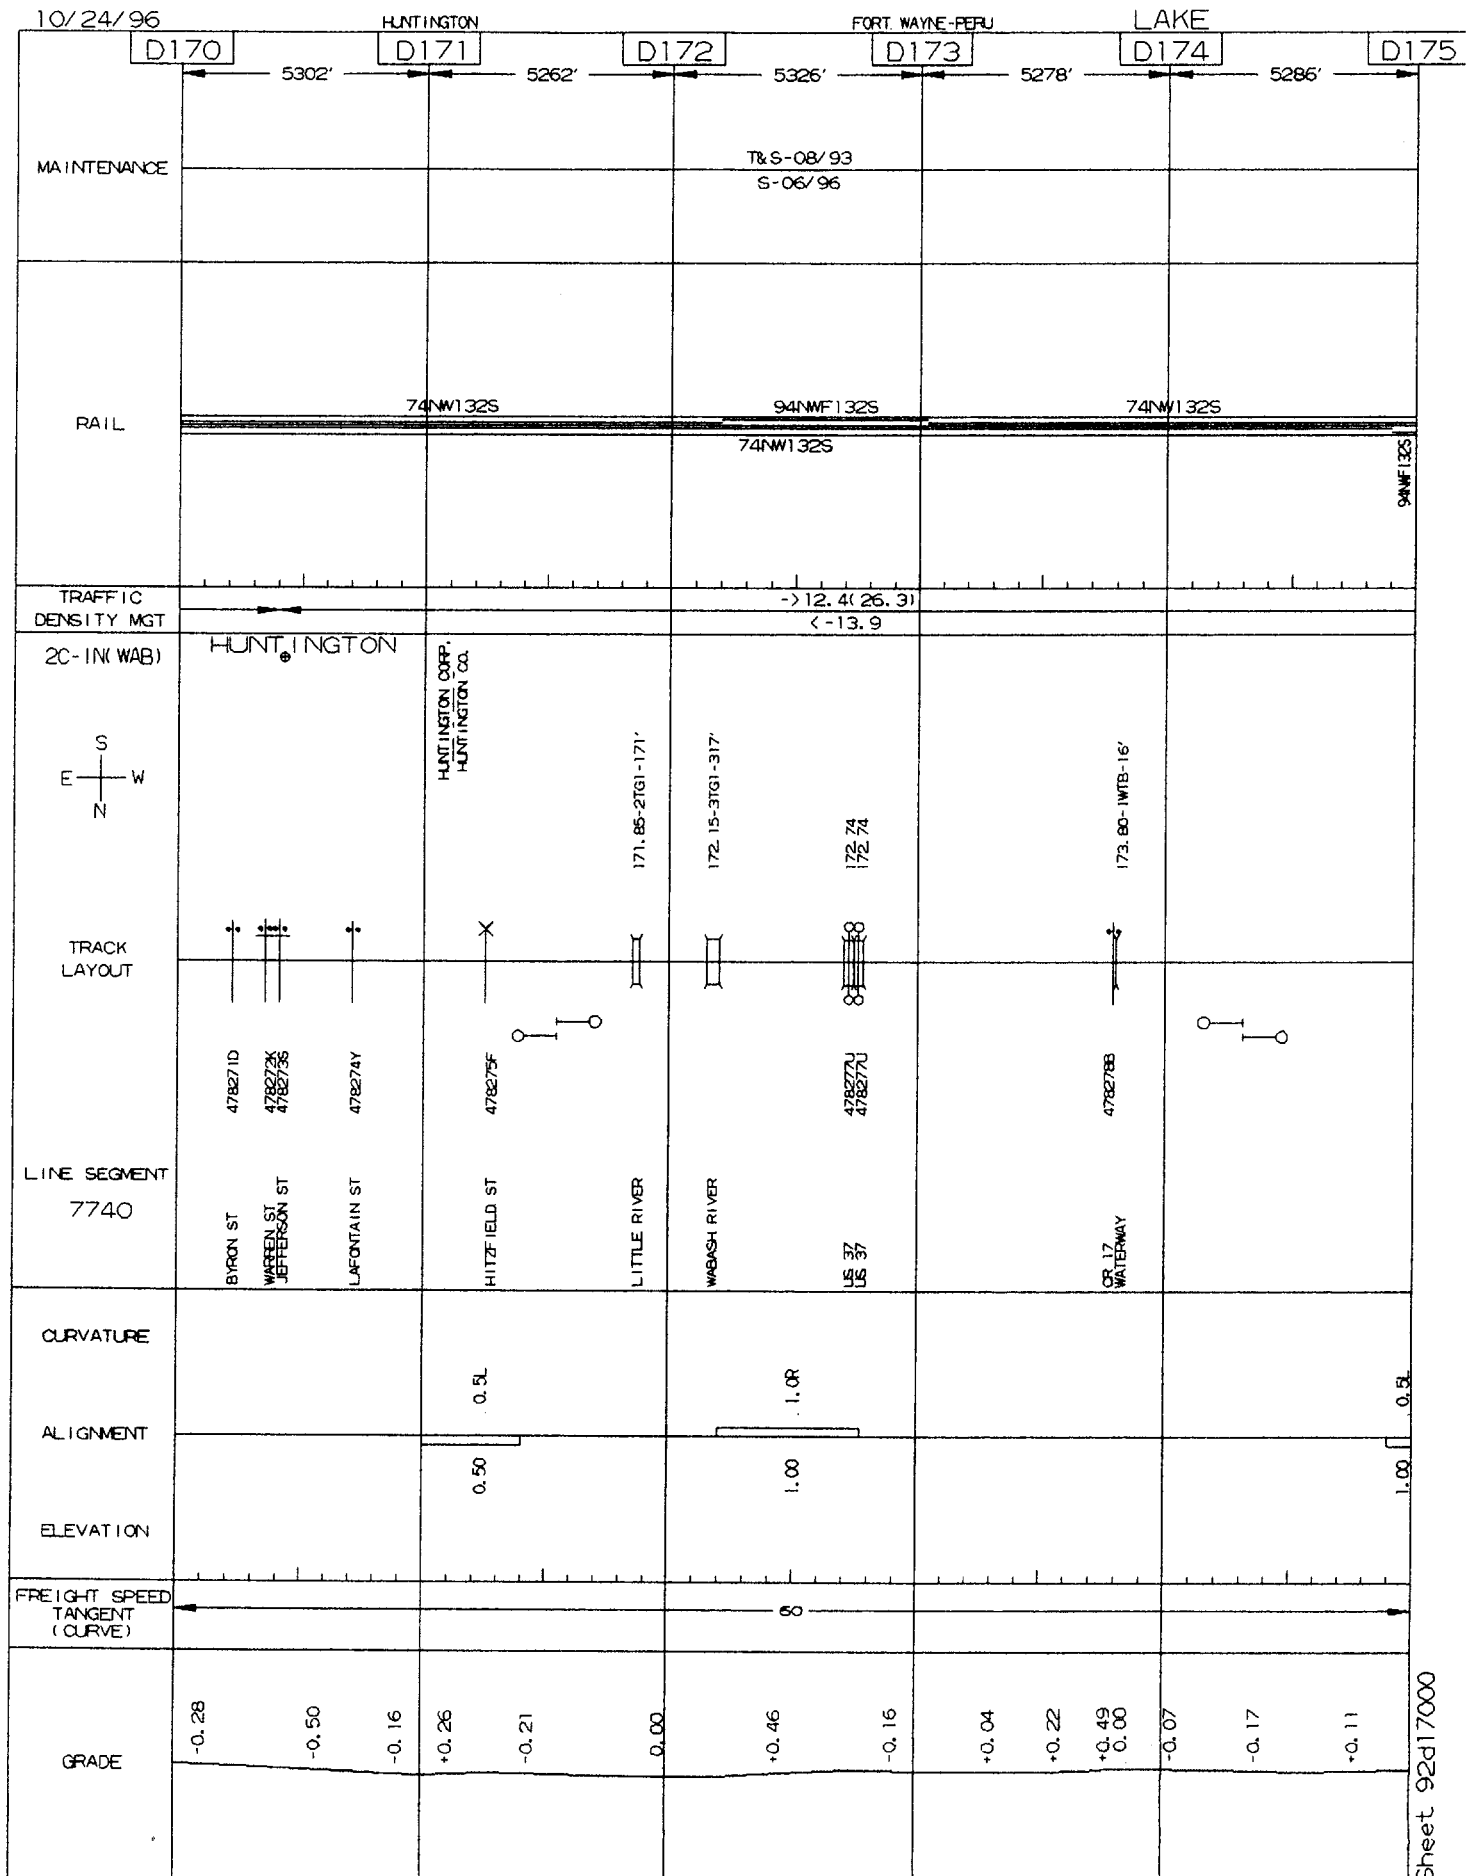 10/24/96 HUNTINGTON FORT WAYNE-PERU LAKE
D170 D171 D172 D173 D174 D175
5302' 5262' 5326' 5278' 5286'
MAINTENANCE
T&S-08/93
S-06/96
RAIL
74NW132S 94NWF132S 74NW132S
74NW132S
94NWF132S
TRAFFIC
DENSITY MGT
->12.4(26.3)
<-13.9
2C-IN(WAB)
HUNTINGTON
HUNTINGTON CORP.
HUNTINGTON CO.
S
E W
N
171.85-2TG1-171'
172.15-3TG1-317'
172.74
172.74
173.80-1WTB-16'
TRACK
LAYOUT
478271D
478272K
478273S
478274Y
478275F
478277U
478277U
478278B
LINE SEGMENT
7740
BYRON ST
WARREN ST
JEFFERSON ST
LAFONTAIN ST
HITZFIELD ST
LITTLE RIVER
WABASH RIVER
US 37
US 37
CR 17
WATERWAY
CURVATURE
0.5L 1.0R 0.5L
ALIGNMENT
0.50 1.00 1.00
ELEVATION
FREIGHT SPEED
TANGENT
(CURVE)
60
GRADE
-0.28 -0.50 -0.16 +0.26 -0.21 0.00 +0.46 -0.16 +0.04 +0.22 +0.49 0.00 -0.07 -0.17 +0.11
Sheet 92d17000